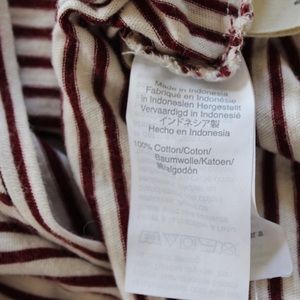 Made in Indonesia
Fabriqué en Indonésie
In Indonesien Hergestellt
Vervaardigd in Indonesië
インドネシア製
Hecho en Indonesia
100% Cotton/Coton/
Baumwolle/Katoen/
綿/algodón